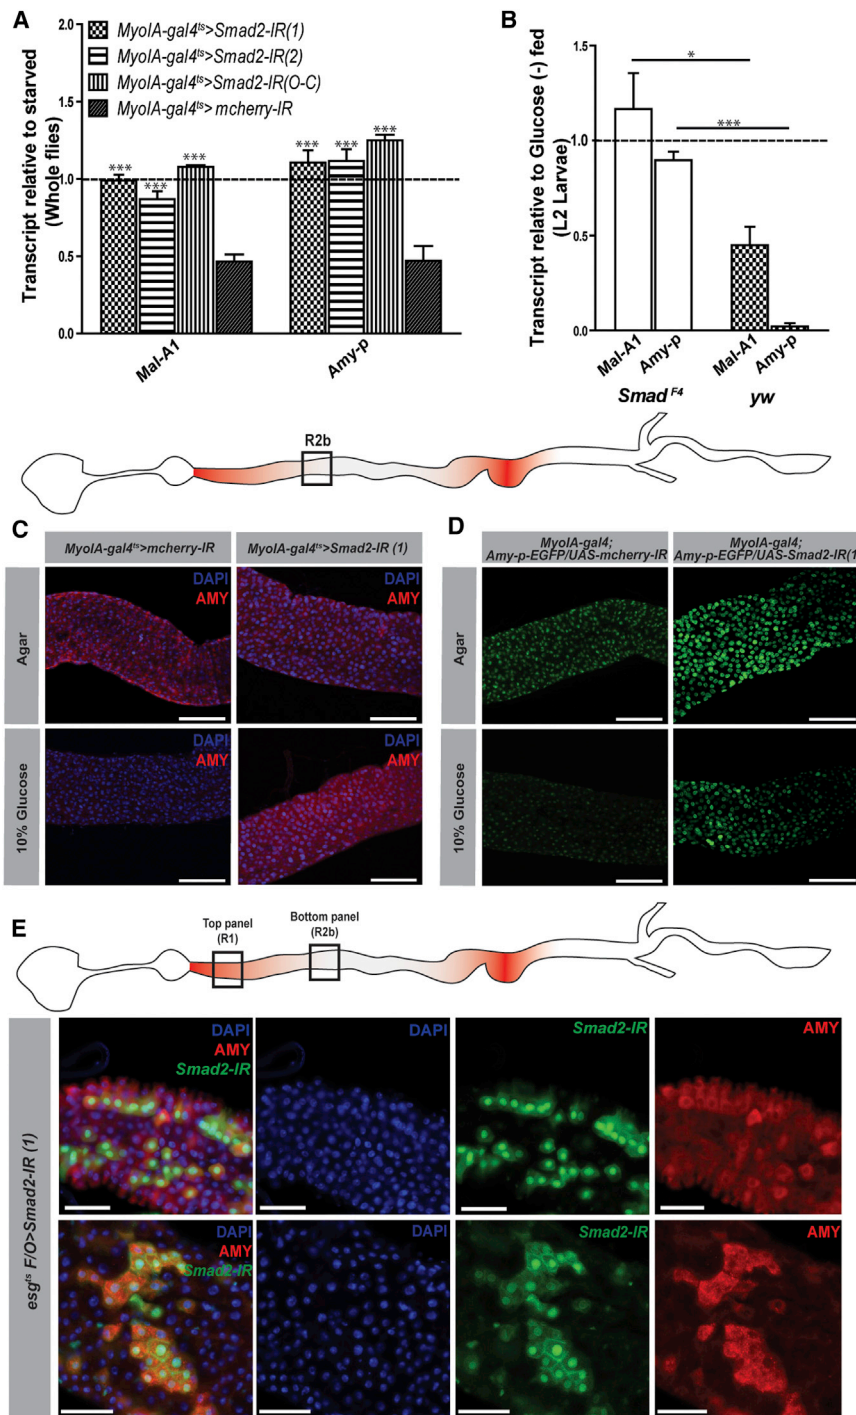 A
MyoIA-gal4ts>Smad2-IR(1)
MyoIA-gal4ts>Smad2-IR(2)
MyoIA-gal4ts>Smad2-IR(O-C)
MyoIA-gal4ts> mcherry-IR
Transcript relative to starved
(Whole flies)
2.0
1.5
1.0
0.5
0.0
***
***
***
***
***
***
Mal-A1
Amy-p
B
Transcript relative to Glucose (-) fed
(L2 Larvae)
1.5
1.0
0.5
0.0
*
***
Mal-A1
Amy-p
Mal-A1
Amy-p
Smad F4
yw
R2b
C
MyoIA-gal4ts>mcherry-IR
MyoIA-gal4ts>Smad2-IR (1)
Agar
DAPI
AMY
DAPI
AMY
10% Glucose
DAPI
AMY
DAPI
AMY
D
MyoIA-gal4;
Amy-p-EGFP/UAS-mcherry-IR
MyoIA-gal4;
Amy-p-EGFP/UAS-Smad2-IR(1
Agar
10% Glucose
E
Top panel
(R1)
Bottom panel
(R2b)
esgts F/O>Smad2-IR (1)
DAPI
AMY
Smad2-IR
DAPI
Smad2-IR
AMY
DAPI
AMY
Smad2-IR
DAPI
Smad2-IR
AMY